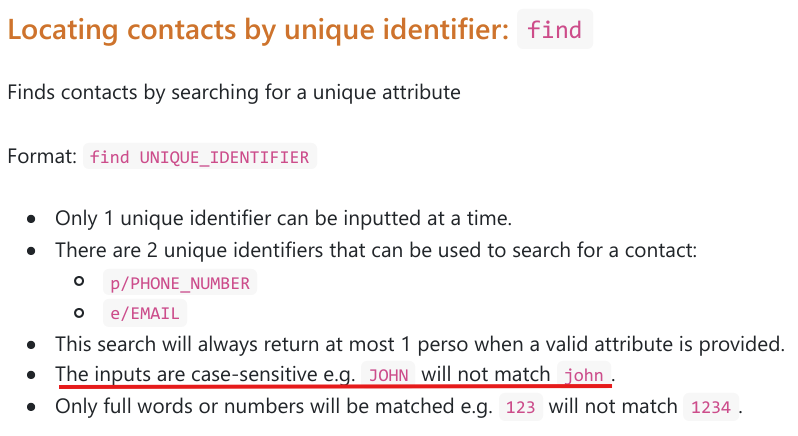 Locating contacts by unique identifier: find
Finds contacts by searching for a unique attribute
Format: find UNIQUE_IDENTIFIER
Only 1 unique identifier can be inputted at a time.
There are 2 unique identifiers that can be used to search for a contact:
p/PHONE_NUMBER
e/EMAIL
This search will always return at most 1 perso when a valid attribute is provided.
The inputs are case-sensitive e.g. JOHN will not match john.
Only full words or numbers will be matched e.g. 123 will not match 1234.